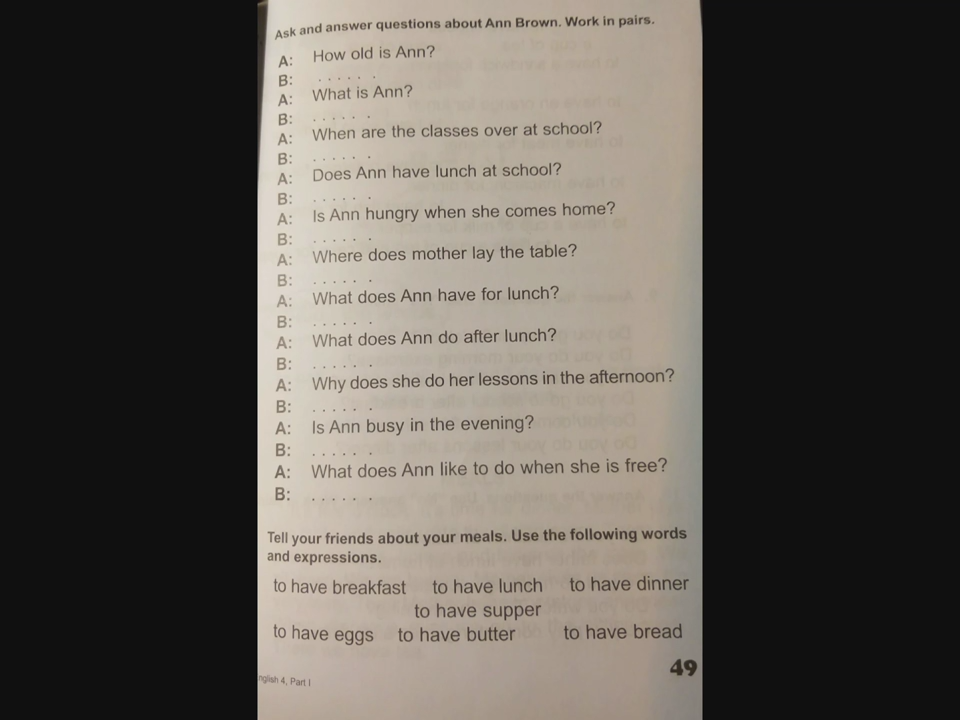 Ask and answer questions about Ann Brown. Work in pairs.
A: How old is Ann?
B: . . . . . .
A: What is Ann?
B: . . . . . .
A: When are the classes over at school?
B: . . . . . .
A: Does Ann have lunch at school?
B: . . . . . .
A: Is Ann hungry when she comes home?
B: . . . . . .
A: Where does mother lay the table?
B: . . . . . .
A: What does Ann have for lunch?
B: . . . . . .
A: What does Ann do after lunch?
B: . . . . . .
A: Why does she do her lessons in the afternoon?
B: . . . . . .
A: Is Ann busy in the evening?
B: . . . . . .
A: What does Ann like to do when she is free?
B: . . . . . .
Tell your friends about your meals. Use the following words
and expressions.
to have breakfast to have lunch to have dinner
to have supper
to have eggs to have butter to have bread
49
nglish 4, Part I